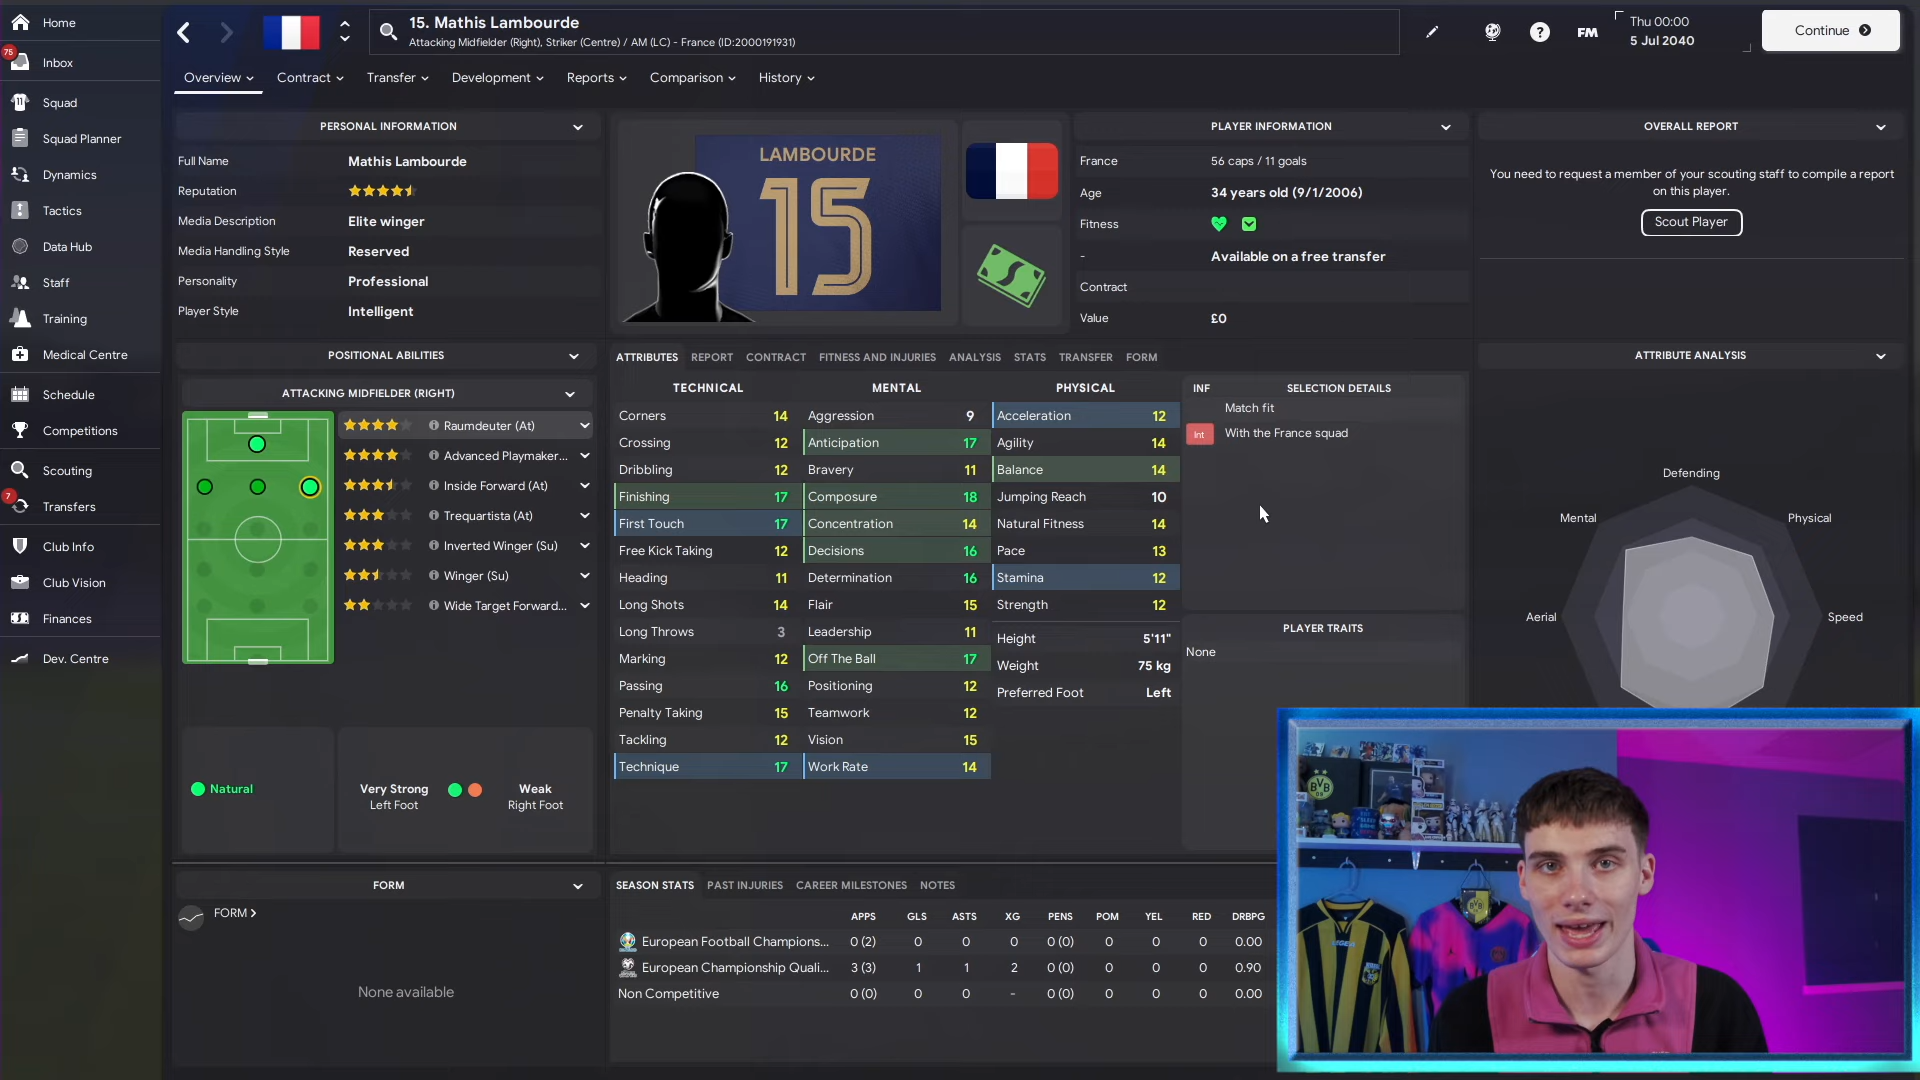 Home
75
Inbox
Squad
Squad Planner
Dynamics
Tactics
Data Hub
Staff
Training
Medical Centre
Schedule
Competitions
Scouting
7
Transfers
Club Info
Club Vision
Finances
Dev. Centre
15. Mathis Lambourde
Attacking Midfielder (Right), Striker (Centre) / AM (LC) - France (ID:2000191931)
FM
Thu 00:00
5 Jul 2040
Continue
Overview
Contract
Transfer
Development
Reports
Comparison
History
PERSONAL INFORMATION
Full Name Mathis Lambourde
Reputation
Media Description Elite winger
Media Handling Style Reserved
Personality Professional
Player Style Intelligent
LAMBOURDE
15
PLAYER INFORMATION
France 56 caps / 11 goals
Age 34 years old (9/1/2006)
Fitness
- Available on a free transfer
Contract
Value £0
OVERALL REPORT
You need to request a member of your scouting staff to compile a report
on this player.
Scout Player
POSITIONAL ABILITIES
ATTACKING MIDFIELDER (RIGHT)
Raumdeuter (At)
Advanced Playmaker...
Inside Forward (At)
Trequartista (At)
Inverted Winger (Su)
Winger (Su)
Wide Target Forward...
Natural
Very Strong
Left Foot
Weak
Right Foot
ATTRIBUTES REPORT CONTRACT FITNESS AND INJURIES ANALYSIS STATS TRANSFER FORM
TECHNICAL
Corners 14
Crossing 12
Dribbling 12
Finishing 17
First Touch 17
Free Kick Taking 12
Heading 11
Long Shots 14
Long Throws 3
Marking 12
Passing 16
Penalty Taking 15
Tackling 12
Technique 17
MENTAL
Aggression 9
Anticipation 17
Bravery 11
Composure 18
Concentration 14
Decisions 16
Determination 16
Flair 15
Leadership 11
Off The Ball 17
Positioning 12
Teamwork 12
Vision 15
Work Rate 14
PHYSICAL
Acceleration 12
Agility 14
Balance 14
Jumping Reach 10
Natural Fitness 14
Pace 13
Stamina 12
Strength 12
Height 5'11"
Weight 75 kg
Preferred Foot Left
INF SELECTION DETAILS
Match fit
Int With the France squad
PLAYER TRAITS
None
ATTRIBUTE ANALYSIS
Defending
Mental
Physical
Aerial
Speed
FORM
FORM
None available
SEASON STATS PAST INJURIES CAREER MILESTONES NOTES
APPS GLS ASTS XG PENS POM YEL RED DRBPG
European Football Champions... 0 (2) 0 0 0 0 (0) 0 0 0 0.00
European Championship Quali... 3 (3) 1 1 2 0 (0) 0 0 0 0.90
Non Competitive 0 (0) 0 0 - 0 (0) 0 0 0 0.00
BVB
09